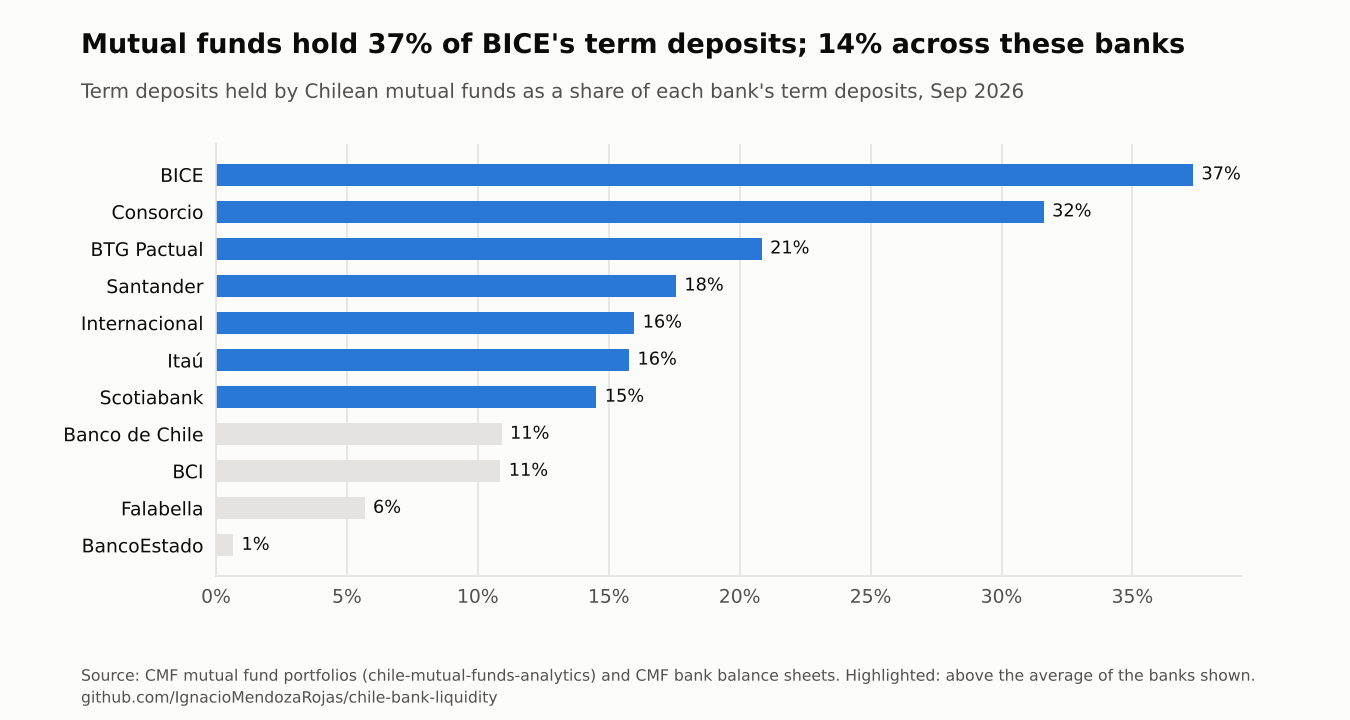 Mutual funds hold 37% of BICE's term deposits; 14% across these banks
Term deposits held by Chilean mutual funds as a share of each bank's term deposits, Sep 2026
BICE 37%
Consorcio 32%
BTG Pactual 21%
Santander 18%
Internacional 16%
Itaú 16%
Scotiabank 15%
Banco de Chile 11%
BCI 11%
Falabella 6%
BancoEstado 1%
0% 5% 10% 15% 20% 25% 30% 35%
Source: CMF mutual fund portfolios (chile-mutual-funds-analytics) and CMF bank balance sheets. Highlighted: above the average of the banks shown.
github.com/IgnacioMendozaRojas/chile-bank-liquidity